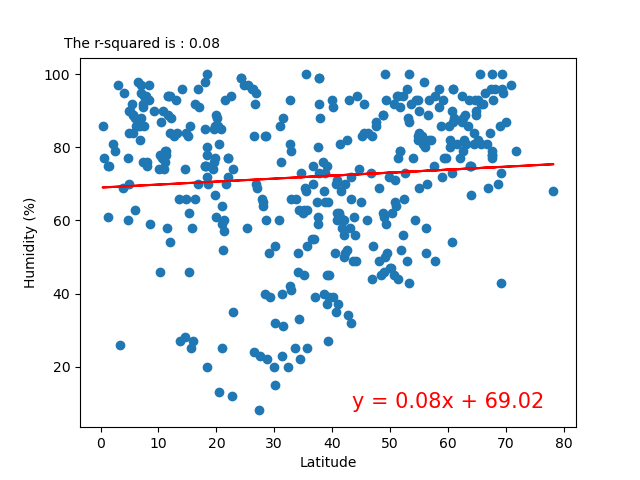 The r-squared is : 0.08
100
80
60
40
20
Humidity (%)
y = 0.08x + 69.02
0 10 20 30 40 50 60 70 80
Latitude